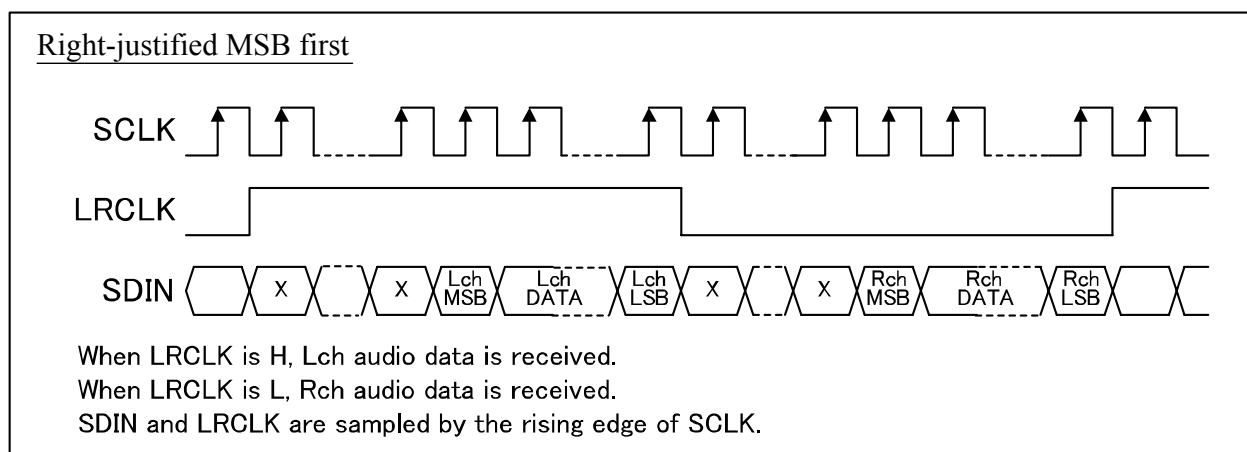 Right-justified MSB first
SCLK
LRCLK
SDIN X X Lch MSB Lch DATA Lch LSB X X Rch MSB Rch DATA Rch LSB
When LRCLK is H, Lch audio data is received.
When LRCLK is L, Rch audio data is received.
SDIN and LRCLK are sampled by the rising edge of SCLK.